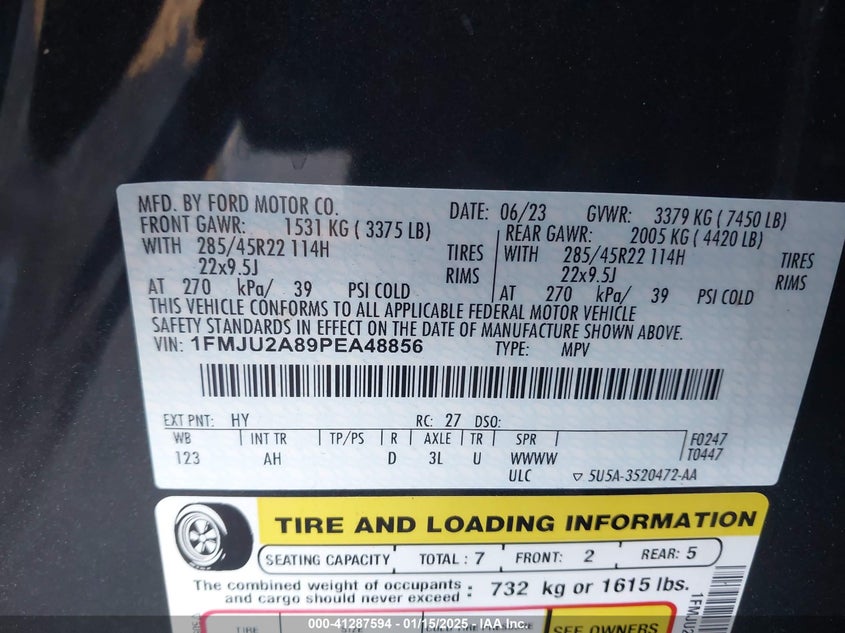 MFD. BY FORD MOTOR CO.
DATE: 06/23 GVWR: 3379 KG ( 7450 LB)
FRONT GAWR: 1531 KG ( 3375 LB) REAR GAWR: 2005 KG ( 4420 LB)
WITH 285/45R22 114H TIRES WITH 285/45R22 114H TIRES
22x9.5J RIMS 22x9.5J RIMS
AT 270 kPa/ 39 PSI COLD AT 270 kPa/ 39 PSI COLD
THIS VEHICLE CONFORMS TO ALL APPLICABLE FEDERAL MOTOR VEHICLE
SAFETY STANDARDS IN EFFECT ON THE DATE OF MANUFACTURE SHOWN ABOVE.
VIN: 1FMJU2A89PEA48856 TYPE: MPV
EXT PNT: HY RC: 27 DSO:
WB INT TR TP/PS R AXLE TR SPR F0247
123 AH D 3L U WWWW T0447
ULC ▽ 5U5A-3520472-AA
TIRE AND LOADING INFORMATION
SEATING CAPACITY TOTAL : 7 FRONT: 2 REAR: 5
The combined weight of occupants and cargo should never exceed : 732 kg or 1615 lbs.
TIRE SIZE COLD TIRE PRESSURE SEE OWNERS
000-41287594 - 01/15/2025 - IAA, Inc.